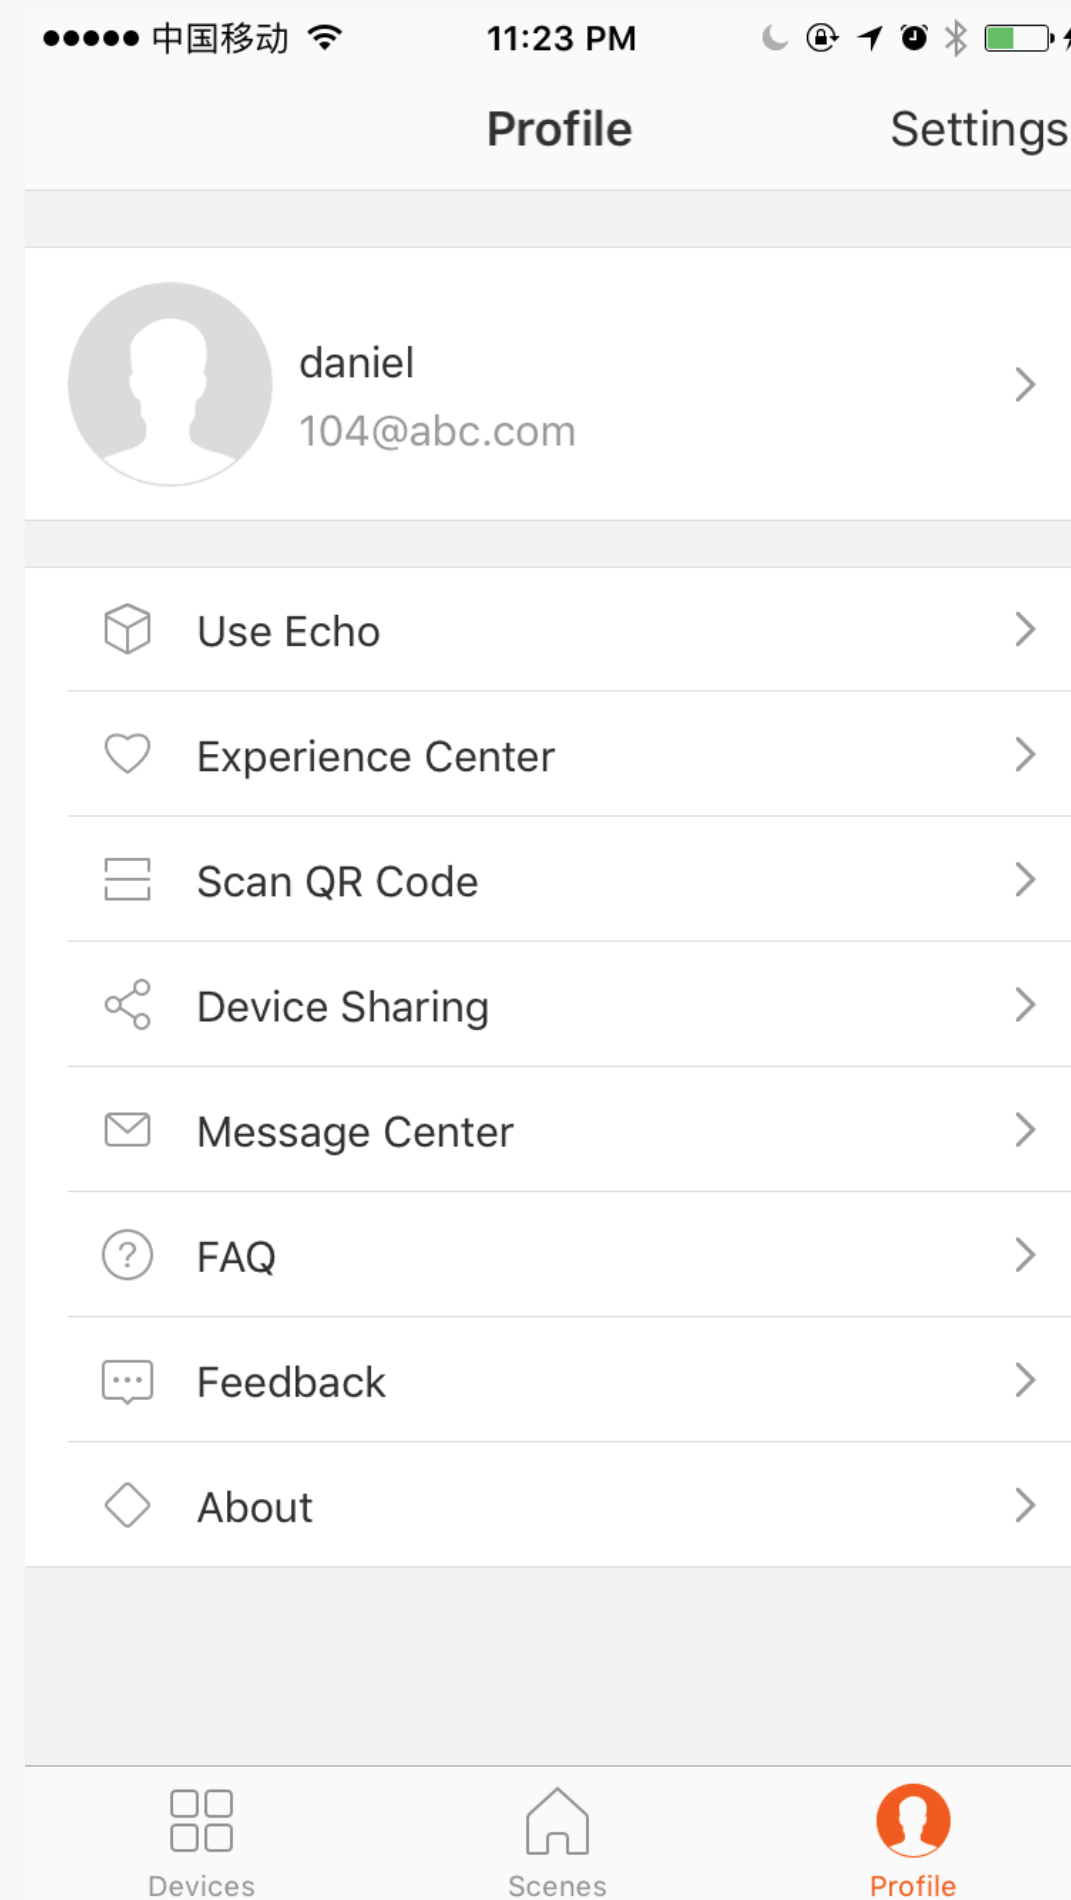 中国移动 11:23 PM
Profile Settings
daniel
104@abc.com
Use Echo
Experience Center
Scan QR Code
Device Sharing
Message Center
? FAQ
Feedback
About
Devices Scenes Profile